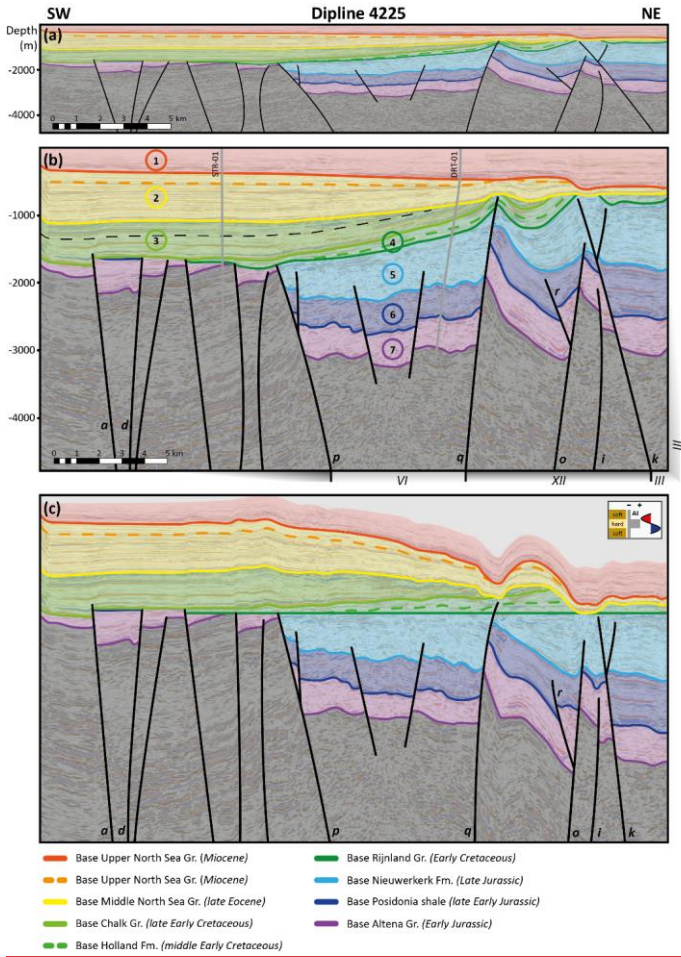 SW Dipline 4225 NE
Depth
(m)
(a)
-2000
-4000
0 1 2 3 4 5 km
(b)
1
STR-01
DRT-01
2
-1000
3
4
5
-2000
6
r
7
-3000
-4000
a d
0 1 2 3 4 5 km
p q o i k
VI XII III
III
(c)
- +
soft AI
hard
soft
r
a d p q o i k
Base Upper North Sea Gr. (Miocene)
Base Upper North Sea Gr. (Miocene)
Base Middle North Sea Gr. (late Eocene)
Base Chalk Gr. (late Early Cretaceous)
Base Holland Fm. (middle Early Cretaceous)
Base Rijnland Gr. (Early Cretaceous)
Base Nieuwerkerk Fm. (Late Jurassic)
Base Posidonia shale (late Early Jurassic)
Base Altena Gr. (Early Jurassic)